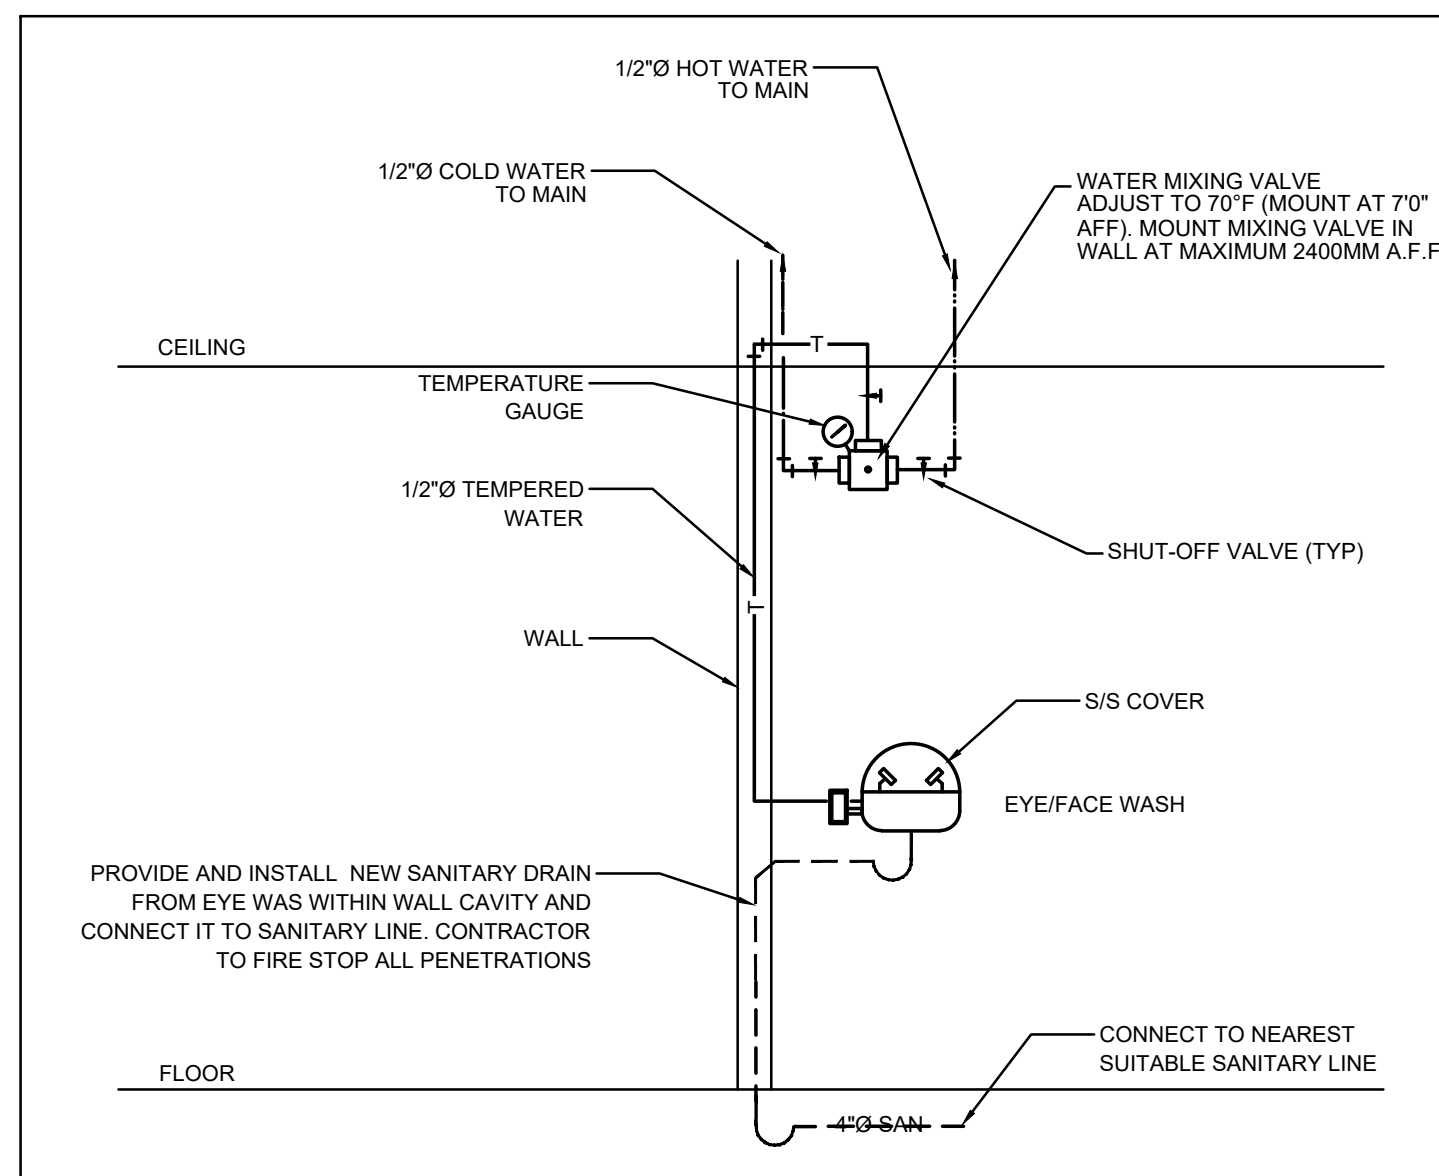 1/2"Ø HOT WATER
TO MAIN
1/2"Ø COLD WATER
TO MAIN
WATER MIXING VALVE
ADJUST TO 70°F (MOUNT AT 7'0"
AFF). MOUNT MIXING VALVE IN
WALL AT MAXIMUM 2400MM A.F.F
CEILING
T
TEMPERATURE
GAUGE
1/2"Ø TEMPERED
WATER
SHUT-OFF VALVE (TYP)
T
WALL
S/S COVER
EYE/FACE WASH
PROVIDE AND INSTALL NEW SANITARY DRAIN
FROM EYE WAS WITHIN WALL CAVITY AND
CONNECT IT TO SANITARY LINE. CONTRACTOR
TO FIRE STOP ALL PENETRATIONS
CONNECT TO NEAREST
SUITABLE SANITARY LINE
FLOOR
4"Ø SAN